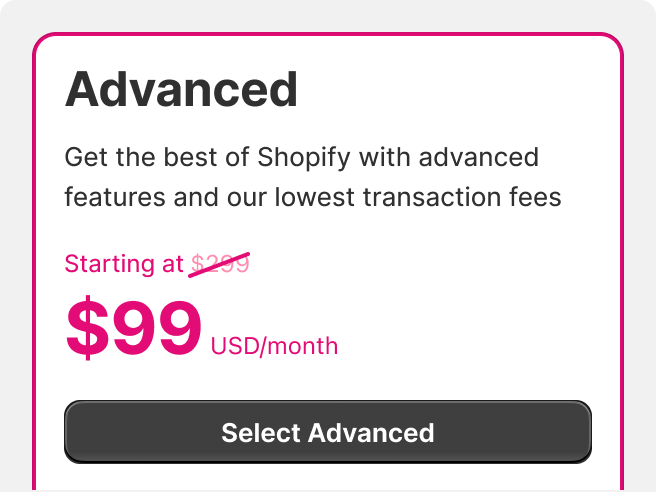 Advanced
Get the best of Shopify with advanced
features and our lowest transaction fees
Starting at $299
$99 USD/month
Select Advanced